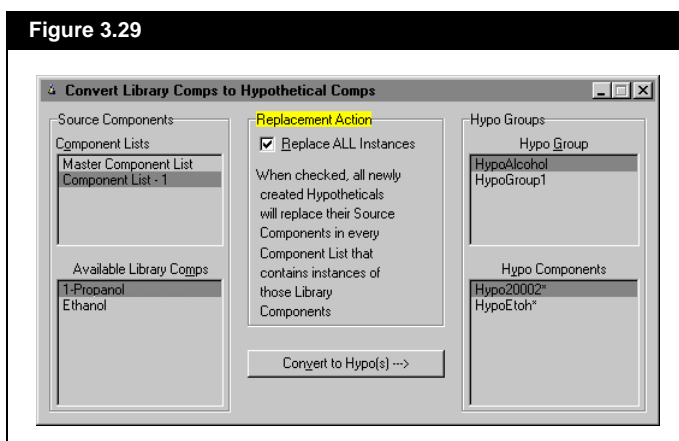 Figure 3.29
Convert Library Comps to Hypothetical Comps
Source Components
Component Lists
Master Component List
Component List - 1
Available Library Comps
1-Propanol
Ethanol
Replacement Action
Replace ALL Instances
When checked, all newly
created Hypotheticals
will replace their Source
Components in every
Component List that
contains instances of
those Library
Components
Convert to Hypo(s) --->
Hypo Groups
Hypo Group
HypoAlcohol
HypoGroup1
Hypo Components
Hypo20002*
HypoEtoh*